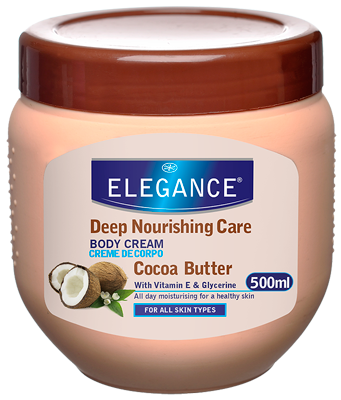 ELEGANCE®
Deep Nourishing Care
BODY CREAM
CREME DE CORPO
Cocoa Butter
With Vitamin E & Glycerine
500ml
All day moisturising for a healthy skin
FOR ALL SKIN TYPES